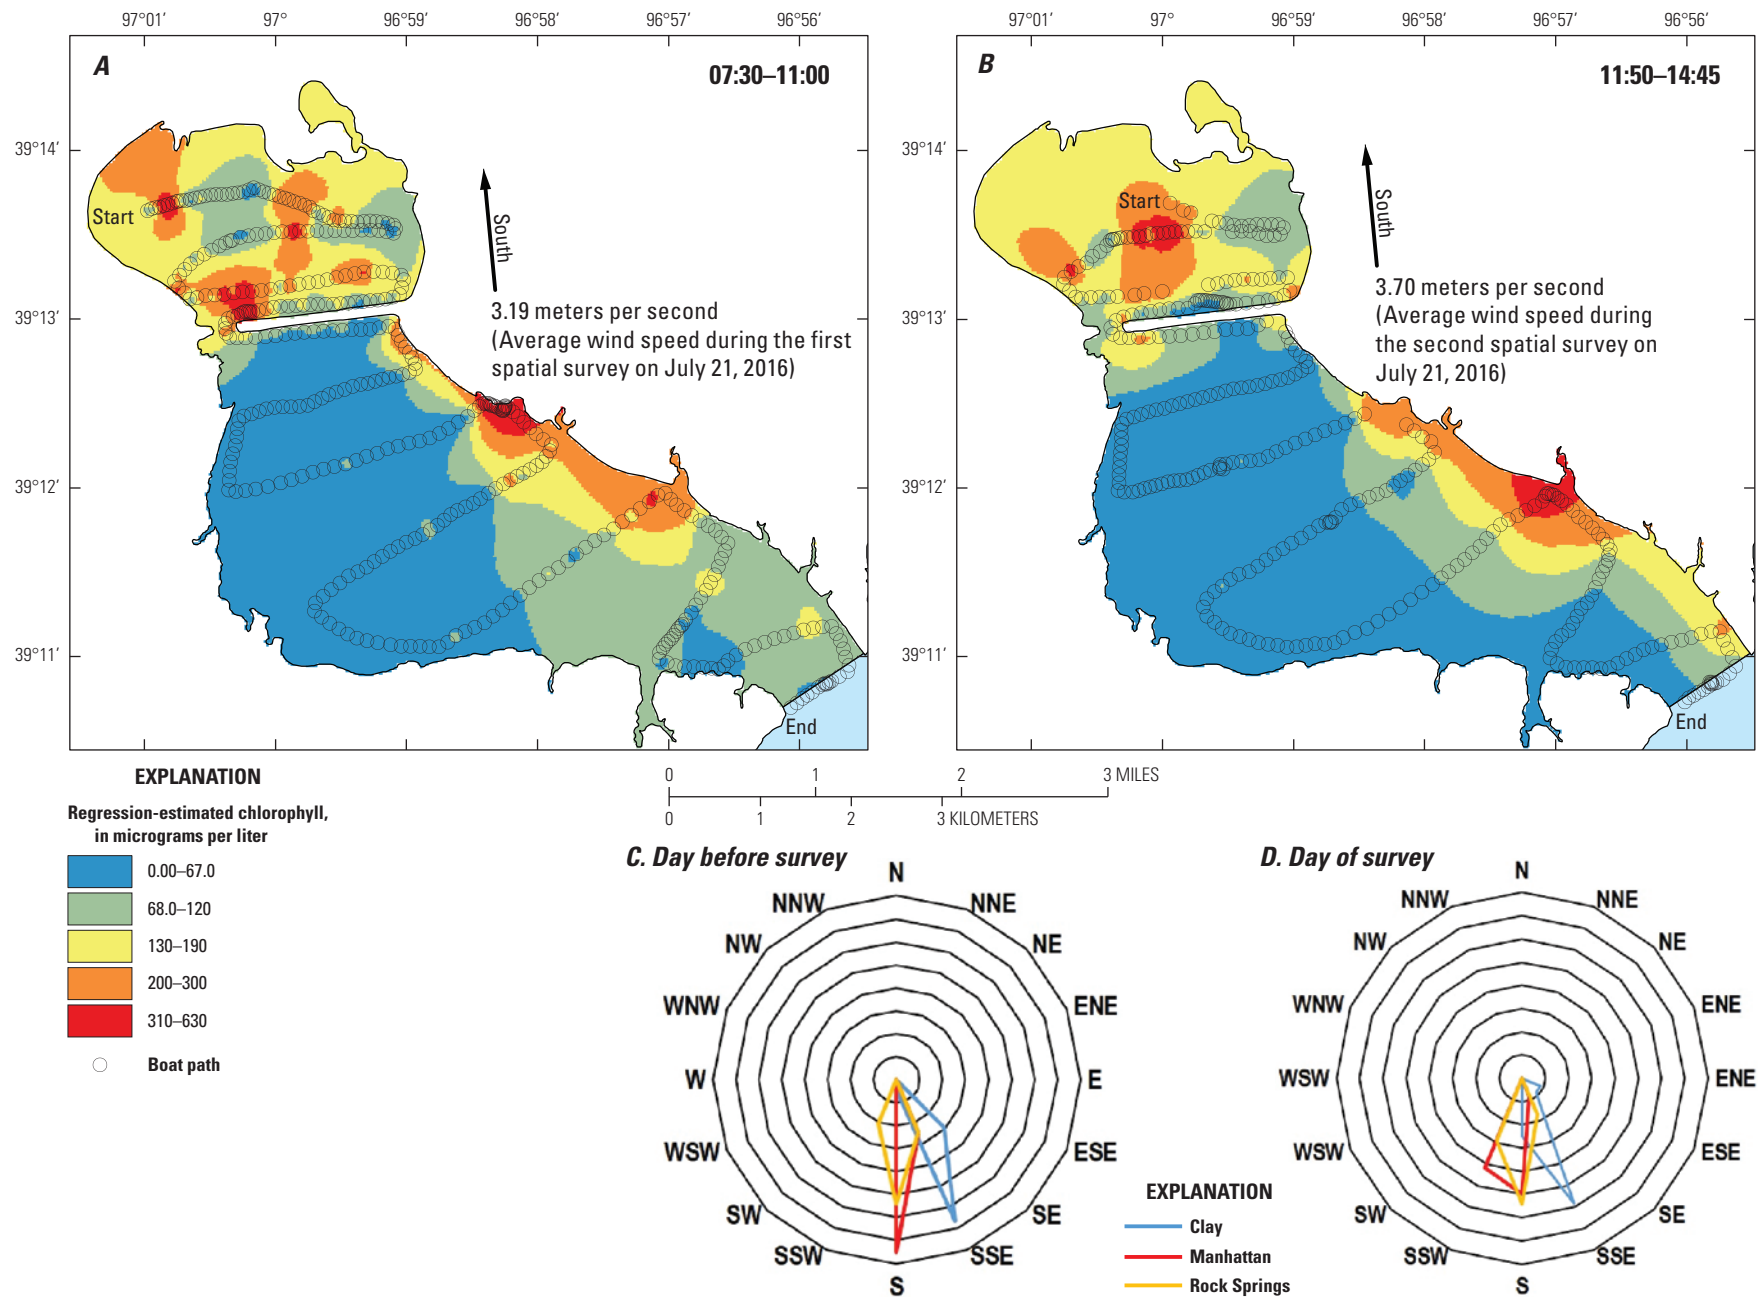 97°01′ 97° 96°59′ 96°58′ 96°57′ 96°56′
97°01′ 97° 96°59′ 96°58′ 96°57′ 96°56′
A
07:30–11:00
39°14′
39°13′
39°12′
39°11′
Start
South
3.19 meters per second
(Average wind speed during the first
spatial survey on July 21, 2016)
End
B
11:50–14:45
39°14′
39°13′
39°12′
39°11′
Start
South
3.70 meters per second
(Average wind speed during
the second spatial survey on
July 21, 2016)
End
EXPLANATION
Regression-estimated chlorophyll,
in micrograms per liter
0.00–67.0
68.0–120
130–190
200–300
310–630
Boat path
0 1 2 3 MILES
0 1 2 3 KILOMETERS
C. Day before survey
N
NNW NNE
NW NE
WNW ENE
W E
WSW ESE
SW SE
SSW SSE
S
D. Day of survey
N
NNW NNE
NW NE
WNW ENE
WSW ENE
WSW ESE
SW SE
SSW SSE
S
EXPLANATION
Clay
Manhattan
Rock Springs